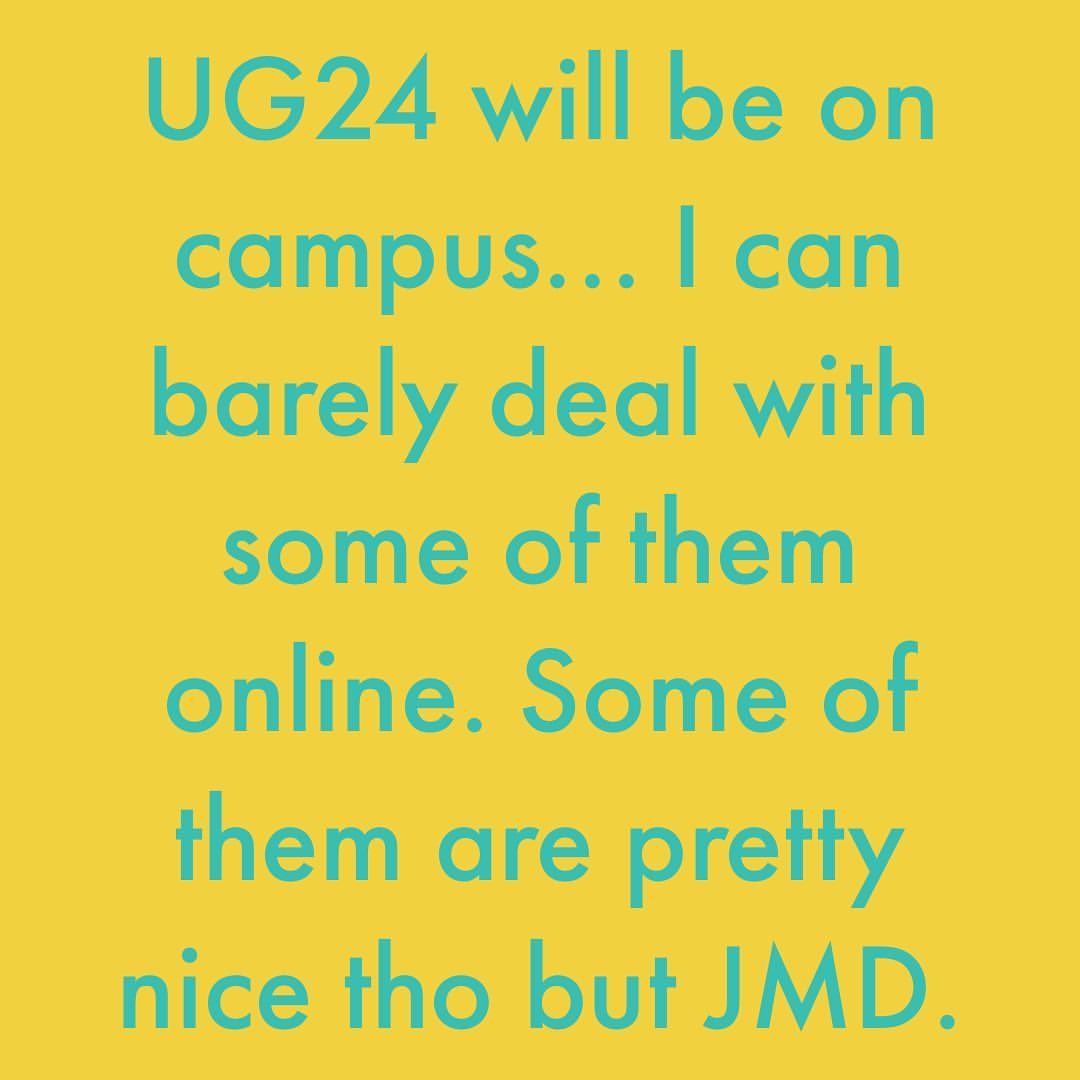 UG24 will be on
campus... I can
barely deal with
some of them
online. Some of
them are pretty
nice tho but JMD.